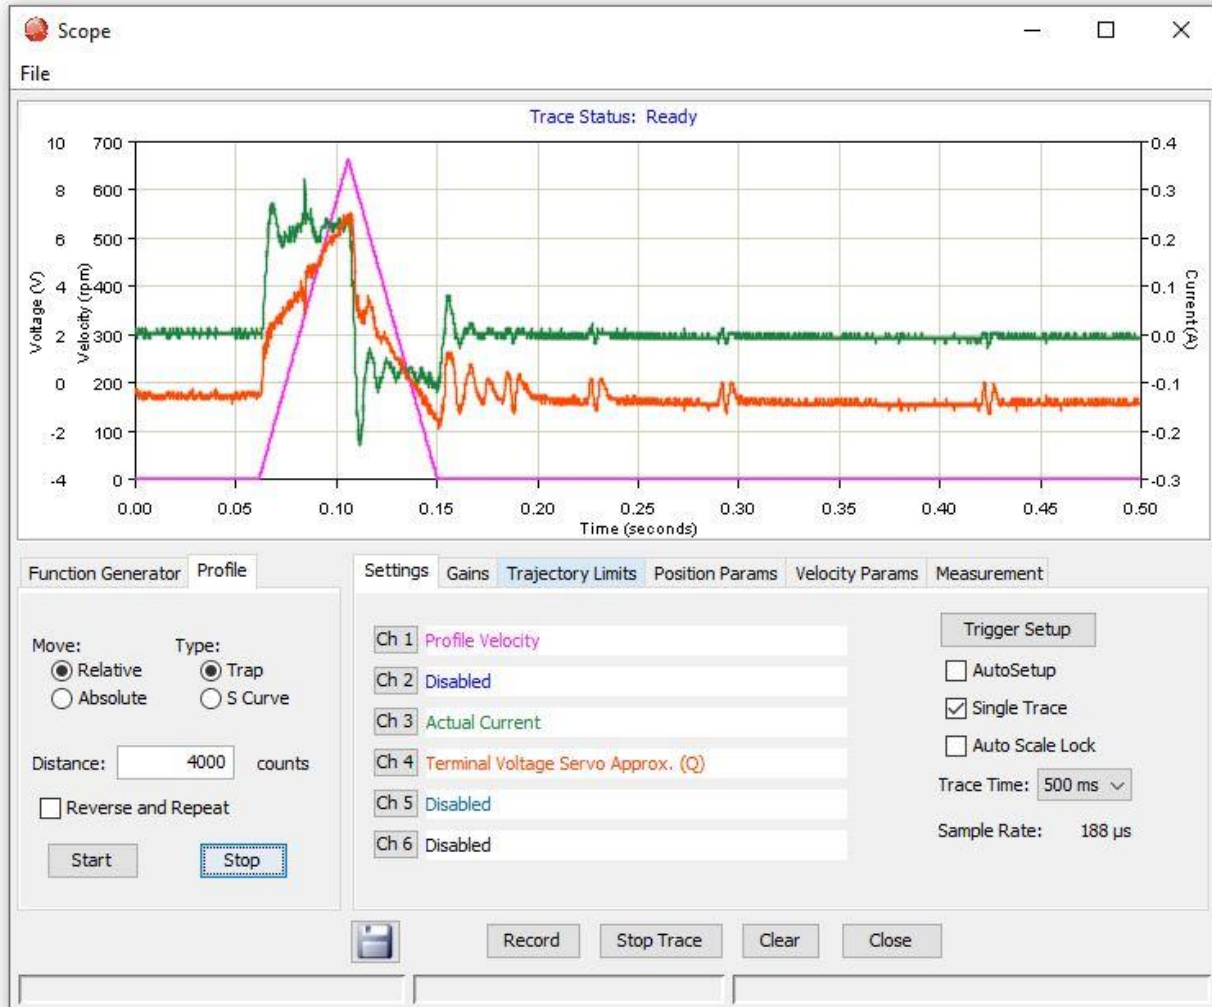 Scope
File
Trace Status: Ready
10 700 0.4
8 600 0.3
6 500 0.2
4 400 0.1
2 300 0.0
0 200 -0.1
-2 100 -0.2
-4 0 -0.3
Voltage (V)
Velocity (rpm)
Current (A)
0.00 0.05 0.10 0.15 0.20 0.25 0.30 0.35 0.40 0.45 0.50
Time (seconds)
Function Generator Profile
Move: Type:
Relative Trap
Absolute S Curve
Distance: 4000 counts
Reverse and Repeat
Start Stop
Settings Gains Trajectory Limits Position Params Velocity Params Measurement
Ch 1 Profile Velocity
Ch 2 Disabled
Ch 3 Actual Current
Ch 4 Terminal Voltage Servo Approx. (Q)
Ch 5 Disabled
Ch 6 Disabled
Trigger Setup
AutoSetup
Single Trace
Auto Scale Lock
Trace Time: 500 ms
Sample Rate: 188 µs
Record Stop Trace Clear Close